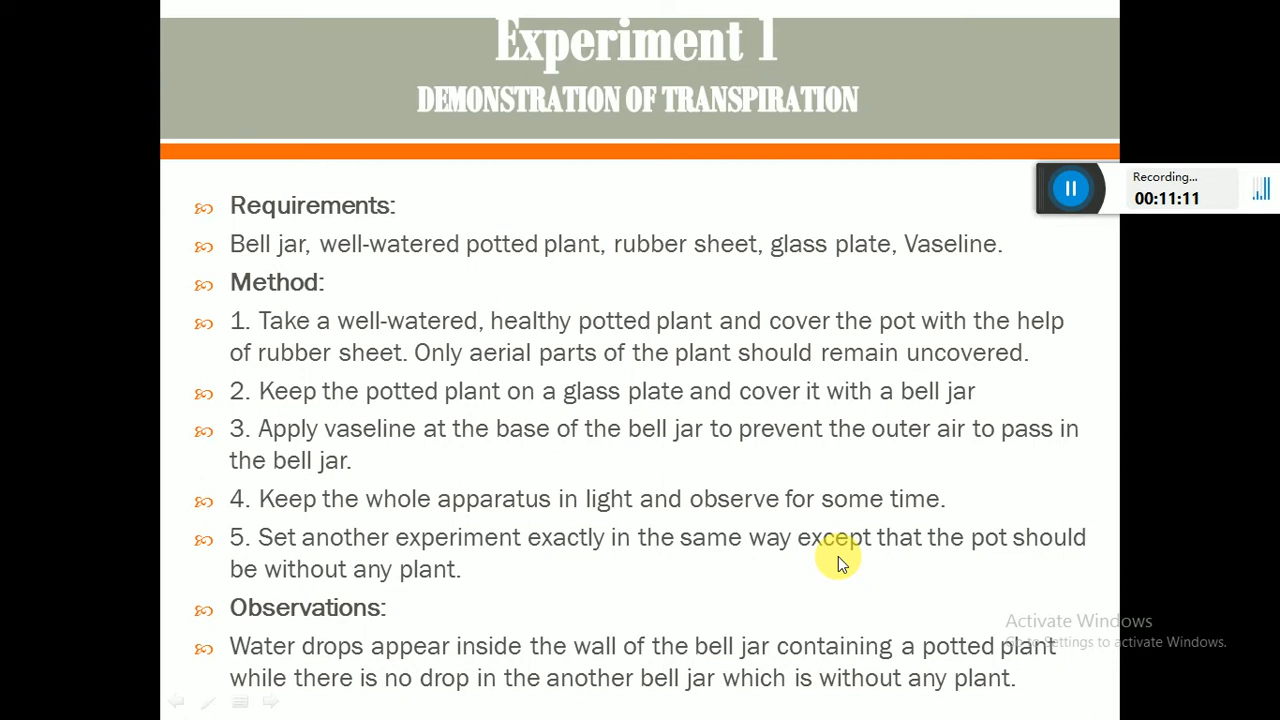 Experiment 1
DEMONSTRATION OF TRANSPIRATION
Recording...
00:11:11
Requirements:
Bell jar, well-watered potted plant, rubber sheet, glass plate, Vaseline.
Method:
1. Take a well-watered, healthy potted plant and cover the pot with the help
of rubber sheet. Only aerial parts of the plant should remain uncovered.
2. Keep the potted plant on a glass plate and cover it with a bell jar
3. Apply vaseline at the base of the bell jar to prevent the outer air to pass in
the bell jar.
4. Keep the whole apparatus in light and observe for some time.
5. Set another experiment exactly in the same way except that the pot should
be without any plant.
Observations:
Water drops appear inside the wall of the bell jar containing a potted plant
while there is no drop in the another bell jar which is without any plant.
Activate Windows
Go to Settings to activate Windows.